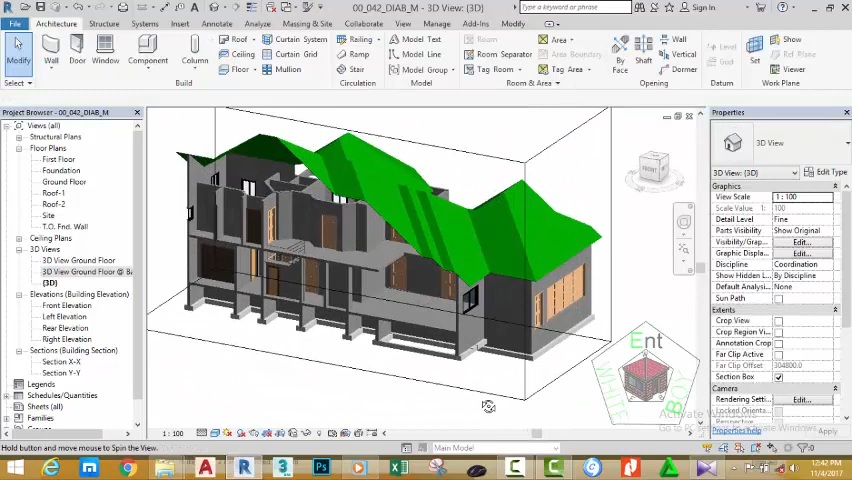 00_042_DIAB_M - 3D View: {3D}
Type a keyword or phrase
Sign In
File Architecture Structure Systems Insert Annotate Analyze Massing & Site Collaborate View Manage Add-Ins Modify
Modify Wall Door Window Component Column
Roof Curtain System
Ceiling Curtain Grid
Floor Mullion
Railing Model Text
Ramp Model Line
Stair Model Group
Room Area
Room Separator Area Boundary
Tag Room Tag Area
By Face Shaft Wall Vertical Dormer
Level Grid
Set Show Viewer
Select Build Circulation Model Room & Area Opening Datum Work Plane
Project Browser - 00_042_DIAB_M
Views (all)
Structural Plans
Floor Plans
First Floor
Foundation
Ground Floor
Roof-1
Roof-2
Site
T.O. Fnd. Wall
Ceiling Plans
3D Views
3D View Ground Floor
3D View Ground Floor @ Ba
{3D}
Elevations (Building Elevation)
Front Elevation
Left Elevation
Rear Elevation
Right Elevation
Sections (Building Section)
Section X-X
Section Y-Y
Legends
Schedules/Quantities
Sheets (all)
Families
FRONT
Properties
3D View
3D View: {3D} Edit Type
Graphics
View Scale 1 : 100
Scale Value 1: 100
Detail Level Fine
Parts Visibility Show Original
Visibility/Grap... Edit...
Graphic Displa... Edit...
Discipline Coordination
Show Hidden L... By Discipline
Default Analysi... None
Sun Path
Extents
Crop View
Crop Region Vi...
Annotation Crop
Far Clip Active
Far Clip Offset 304800.0
Section Box
Camera
Rendering Setti... Edit...
Properties help Apply
Ent
WHITE
BOY
Activate Windows
1 : 100
Hold button and move mouse to Spin the View.
Main Model
:0
12:42 PM
11/4/2017